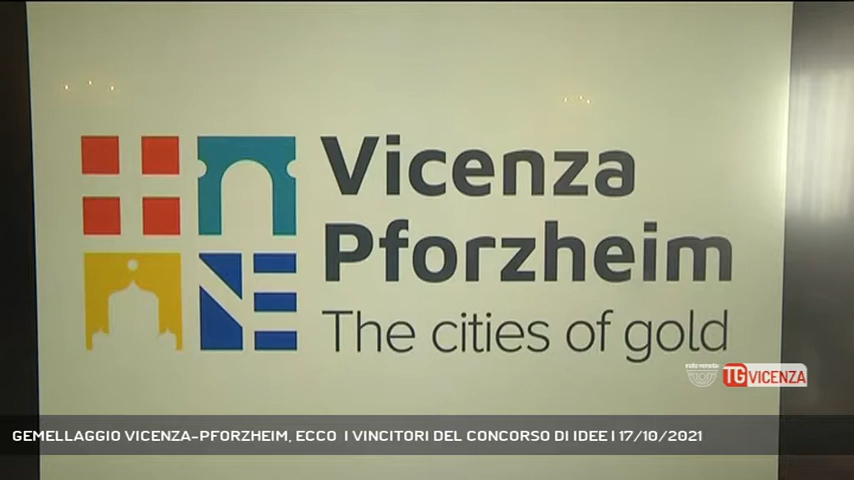 Vicenza
Pforzheim
The cities of gold
TG VICENZA
GEMELLAGGIO VICENZA-PFORZHEIM, ECCO I VINCITORI DEL CONCORSO DI IDEE | 17/10/2021